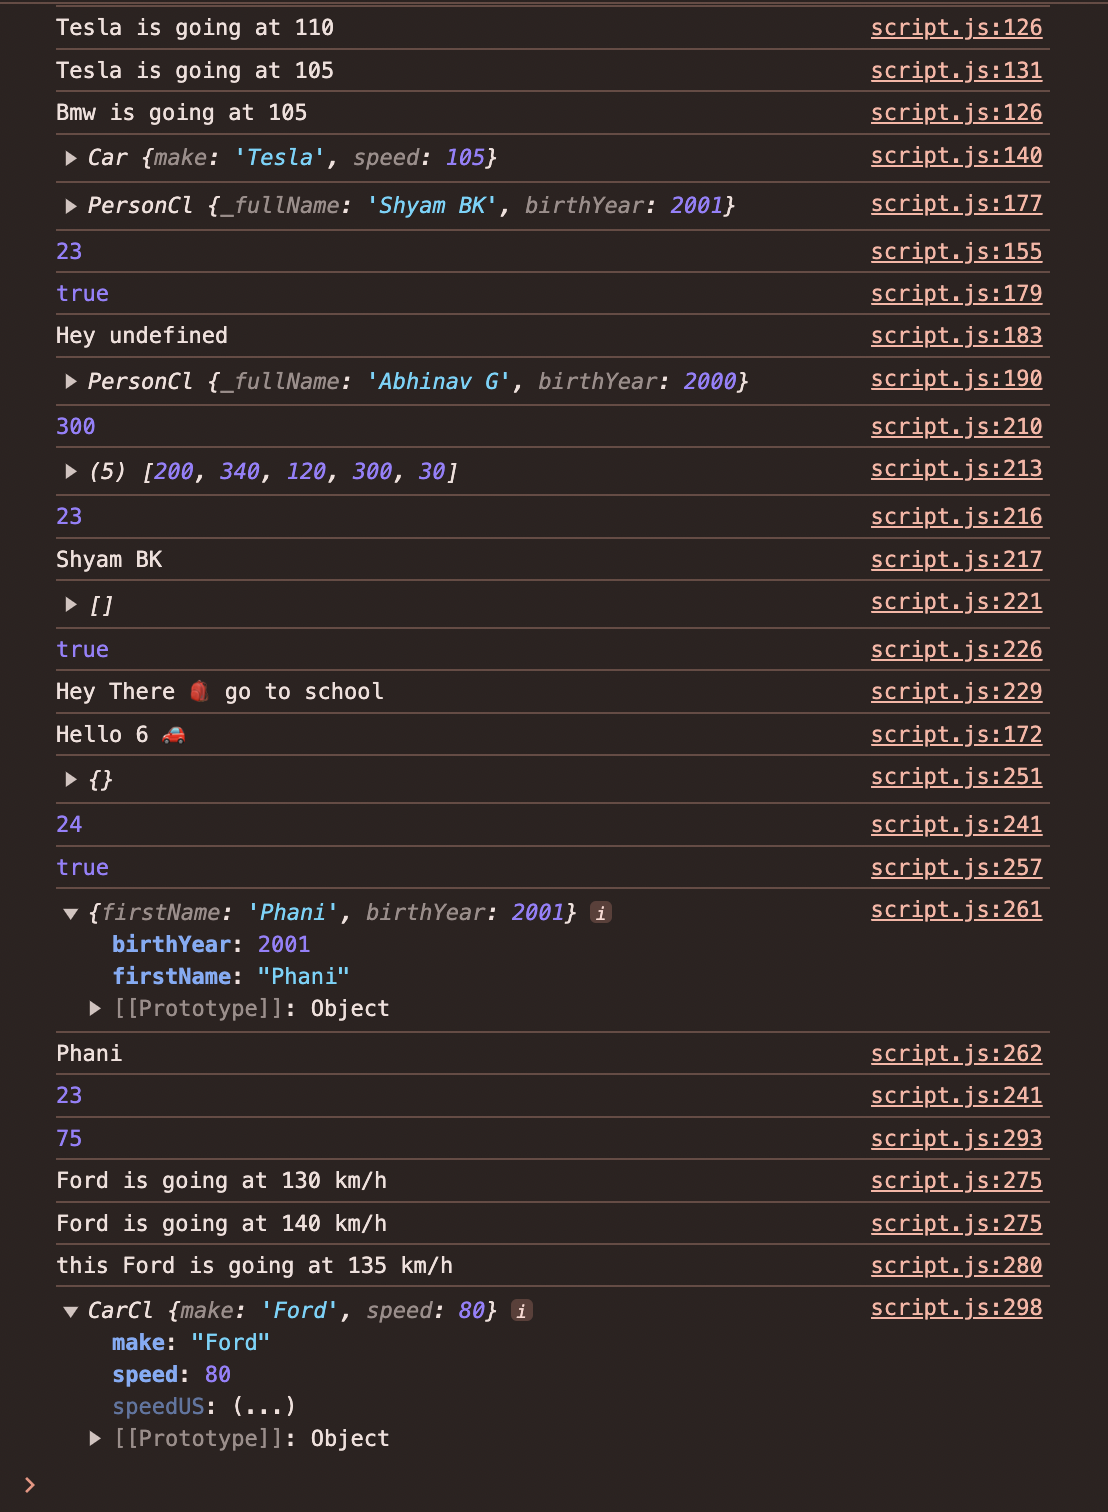 Tesla is going at 110 script.js:126
Tesla is going at 105 script.js:131
Bmw is going at 105 script.js:126
▶ Car {make: 'Tesla', speed: 105} script.js:140
▶ PersonCl {_fullName: 'Shyam BK', birthYear: 2001} script.js:177
23 script.js:155
true script.js:179
Hey undefined script.js:183
▶ PersonCl {_fullName: 'Abhinav G', birthYear: 2000} script.js:190
300 script.js:210
▶ (5) [200, 340, 120, 300, 30] script.js:213
23 script.js:216
Shyam BK script.js:217
▶ [] script.js:221
true script.js:226
Hey There 🎒 go to school script.js:229
Hello 6 🚗 script.js:172
▶ {} script.js:251
24 script.js:241
true script.js:257
▼ {firstName: 'Phani', birthYear: 2001} i script.js:261
birthYear: 2001
firstName: "Phani"
▶ [[Prototype]]: Object
Phani script.js:262
23 script.js:241
75 script.js:293
Ford is going at 130 km/h script.js:275
Ford is going at 140 km/h script.js:275
this Ford is going at 135 km/h script.js:280
▼ CarCl {make: 'Ford', speed: 80} i script.js:298
make: "Ford"
speed: 80
speedUS: (...)
▶ [[Prototype]]: Object
>